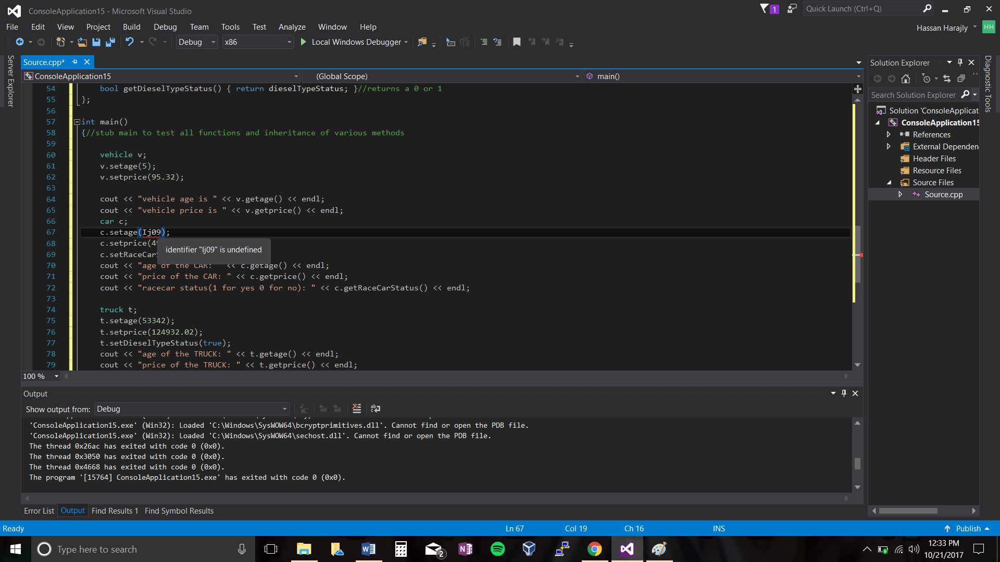 ConsoleApplication15 - Microsoft Visual Studio
1
Quick Launch (Ctrl+Q)
File Edit View Project Build Debug Team Tools Test Analyze Window Help
Hassan Harajly
HH
Debug x86 Local Windows Debugger
Server Explorer
Source.cpp*
ConsoleApplication15 (Global Scope) main()
54 bool getDieselTypeStatus() { return dieselTypeStatus; }//returns a 0 or 1
55 };
56
57 int main()
58 {//stub main to test all functions and inheritance of various methods
59
60 vehicle v;
61 v.setage(5);
62 v.setprice(95.32);
63
64 cout << "vehicle age is " << v.getage() << endl;
65 cout << "vehicle price is " << v.getprice() << endl;
66 car c;
67 c.setage(Ij09);
68 c.setprice(49
identifier "Ij09" is undefined
69 c.setRaceCarS
70 cout << "age of the CAR: " << c.getage() << endl;
71 cout << "price of the CAR: " << c.getprice() << endl;
72 cout << "racecar status(1 for yes 0 for no): " << c.getRaceCarStatus() << endl;
73
74 truck t;
75 t.setage(53342);
76 t.setprice(124932.02);
77 t.setDieselTypeStatus(true);
78 cout << "age of the TRUCK: " << t.getage() << endl;
79 cout << "price of the TRUCK: " << t.getprice() << endl;
100 %
Solution Explorer
Search Solution Explorer
Solution 'ConsoleApplicat
ConsoleApplication15
References
External Dependen
Header Files
Resource Files
Source Files
Source.cpp
Diagnostic Tools
Output
Show output from: Debug
'ConsoleApplication15.exe' (Win32): Loaded 'C:\Windows\SysWOW64\bcryptprimitives.dll'. Cannot find or open the PDB file.
'ConsoleApplication15.exe' (Win32): Loaded 'C:\Windows\SysWOW64\sechost.dll'. Cannot find or open the PDB file.
The thread 0x26ac has exited with code 0 (0x0).
The thread 0x3050 has exited with code 0 (0x0).
The thread 0x4668 has exited with code 0 (0x0).
The program '[15764] ConsoleApplication15.exe' has exited with code 0 (0x0).
Error List Output Find Results 1 Find Symbol Results
Ready Ln 67 Col 19 Ch 16 INS Publish
Type here to search
2
12:33 PM
10/21/2017